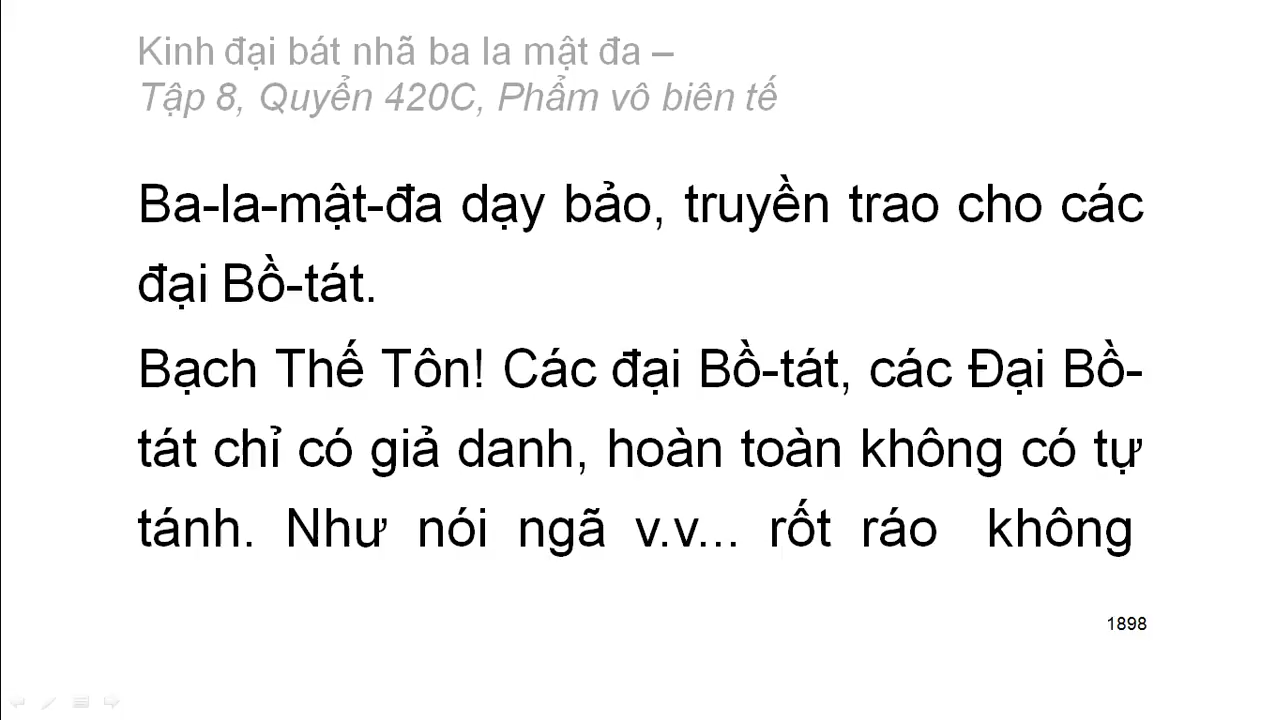 Kinh đại bát nhã ba la mật đa –
Tập 8, Quyển 420C, Phẩm vô biên tế
Ba-la-mật-đa dạy bảo, truyền trao cho các
đại Bồ-tát.
Bạch Thế Tôn! Các đại Bồ-tát, các Đại Bồ-
tát chỉ có giả danh, hoàn toàn không có tự
tánh. Như nói ngã v.v... rốt ráo không
1898